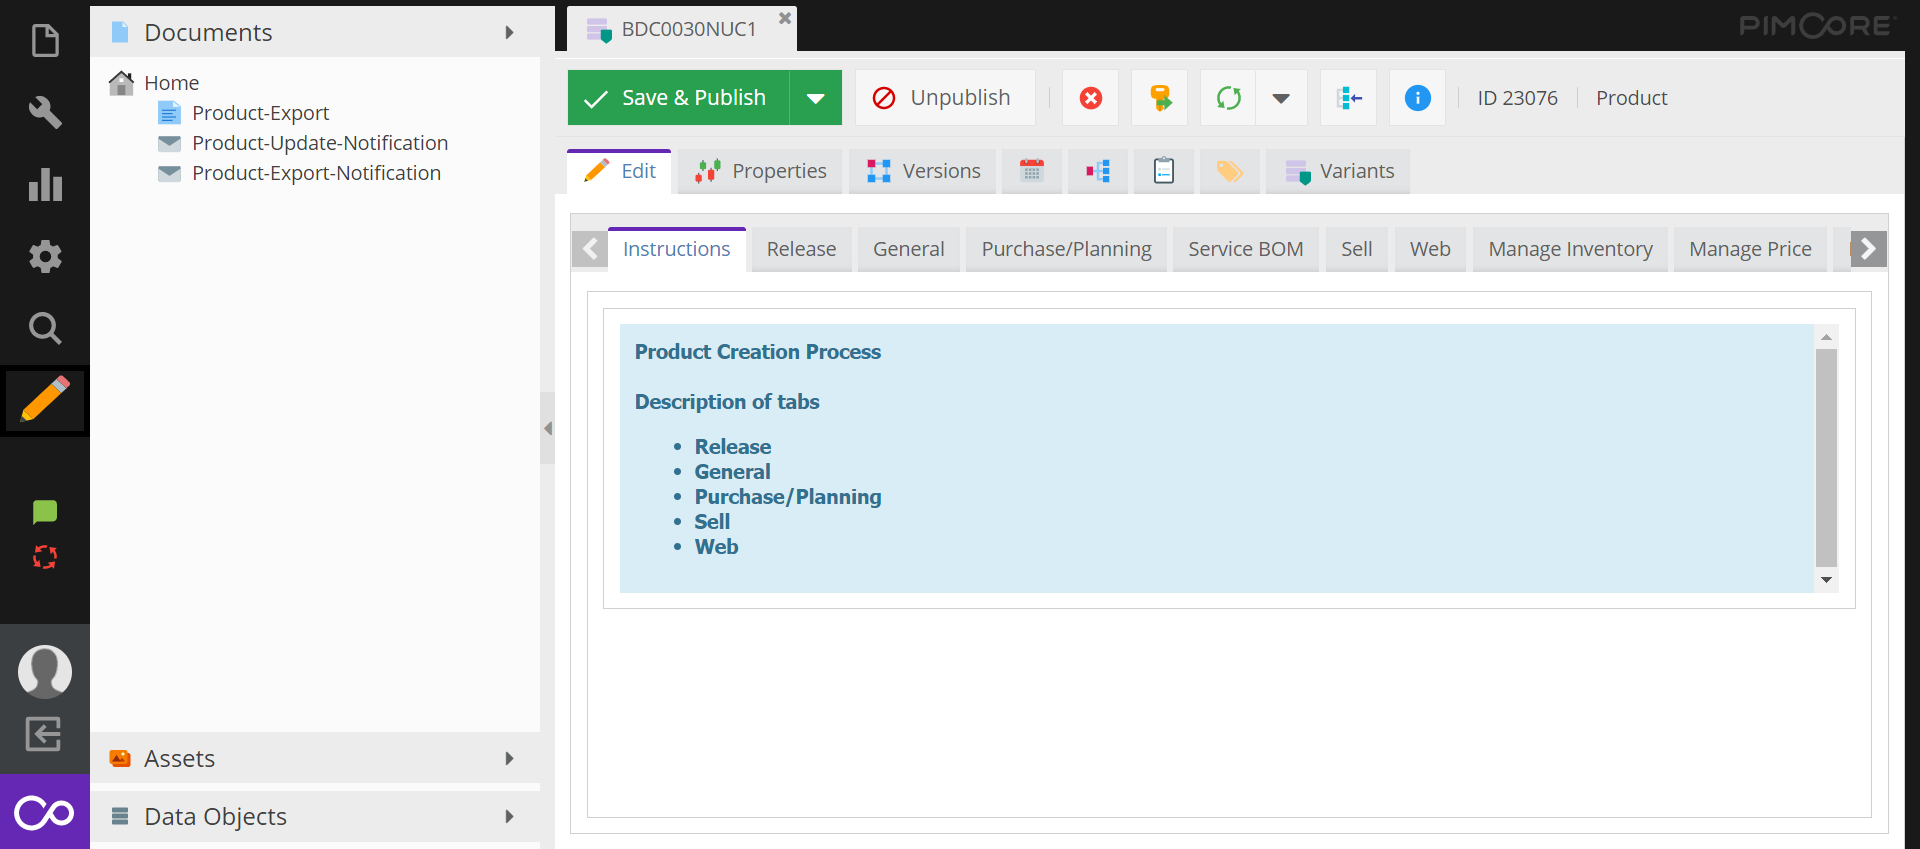 Documents
Home
Product-Export
Product-Update-Notification
Product-Export-Notification
Assets
Data Objects
BDC0030NUC1
PIMCORE
Save & Publish
Unpublish
ID 23076
Product
Edit
Properties
Versions
Variants
Instructions
Release
General
Purchase/Planning
Service BOM
Sell
Web
Manage Inventory
Manage Price
Product Creation Process
Description of tabs
• Release
• General
• Purchase/Planning
• Sell
• Web